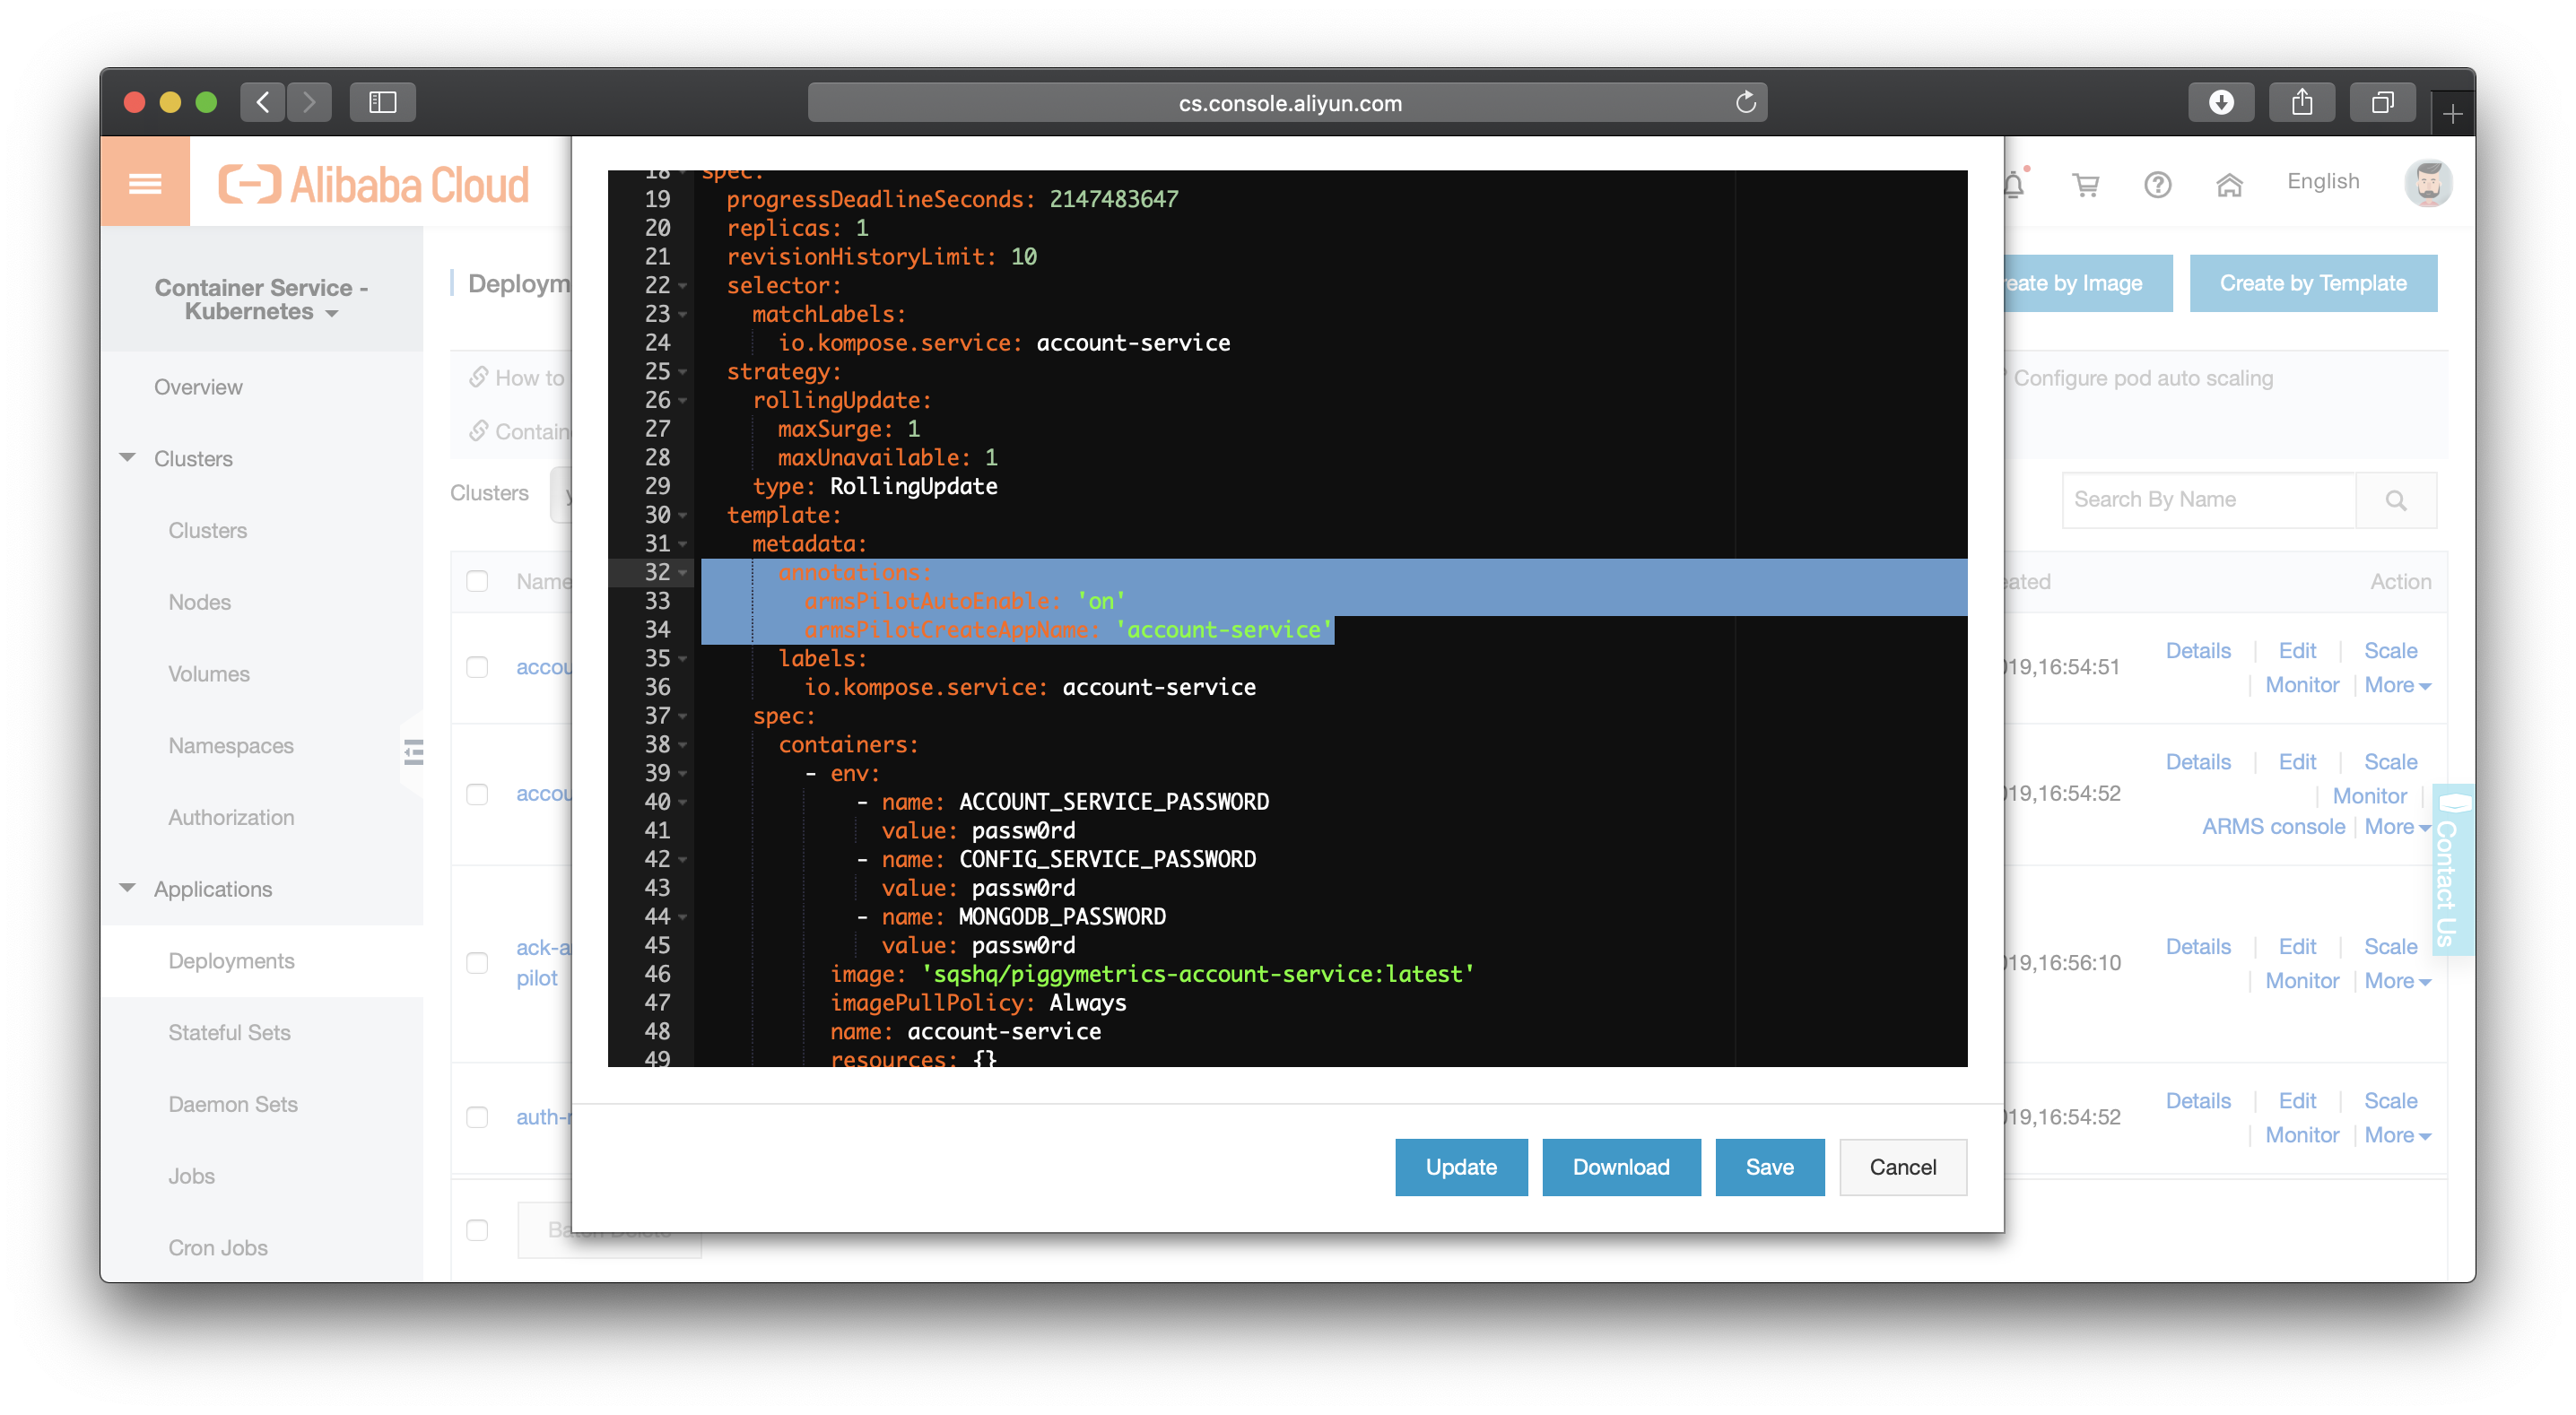 cs.console.aliyun.com
Alibaba Cloud
English
Container Service -
Kubernetes
Overview
Clusters
Clusters
Nodes
Volumes
Namespaces
Authorization
Applications
Deployments
Stateful Sets
Daemon Sets
Jobs
Cron Jobs
Deploym
eate by Image
Create by Template
How to
Configure pod auto scaling
Contain
Clusters
Search By Name
Name
eated
Action
accou
019,16:54:51
Details Edit Scale
Monitor More
accou
019,16:54:52
Details Edit Scale
Monitor
ARMS console More
ack-a
pilot
019,16:56:10
Details Edit Scale
Monitor More
auth-
019,16:54:52
Details Edit Scale
Monitor More
Batch Delete
Contact Us
18 spec:
19 progressDeadlineSeconds: 2147483647
20 replicas: 1
21 revisionHistoryLimit: 10
22 selector:
23 matchLabels:
24 io.kompose.service: account-service
25 strategy:
26 rollingUpdate:
27 maxSurge: 1
28 maxUnavailable: 1
29 type: RollingUpdate
30 template:
31 metadata:
32 annotations:
33 armsPilotAutoEnable: 'on'
34 armsPilotCreateAppName: 'account-service'
35 labels:
36 io.kompose.service: account-service
37 spec:
38 containers:
39 - env:
40 - name: ACCOUNT_SERVICE_PASSWORD
41 value: passw0rd
42 - name: CONFIG_SERVICE_PASSWORD
43 value: passw0rd
44 - name: MONGODB_PASSWORD
45 value: passw0rd
46 image: 'sqshq/piggymetrics-account-service:latest'
47 imagePullPolicy: Always
48 name: account-service
49 resources: {}
Update
Download
Save
Cancel